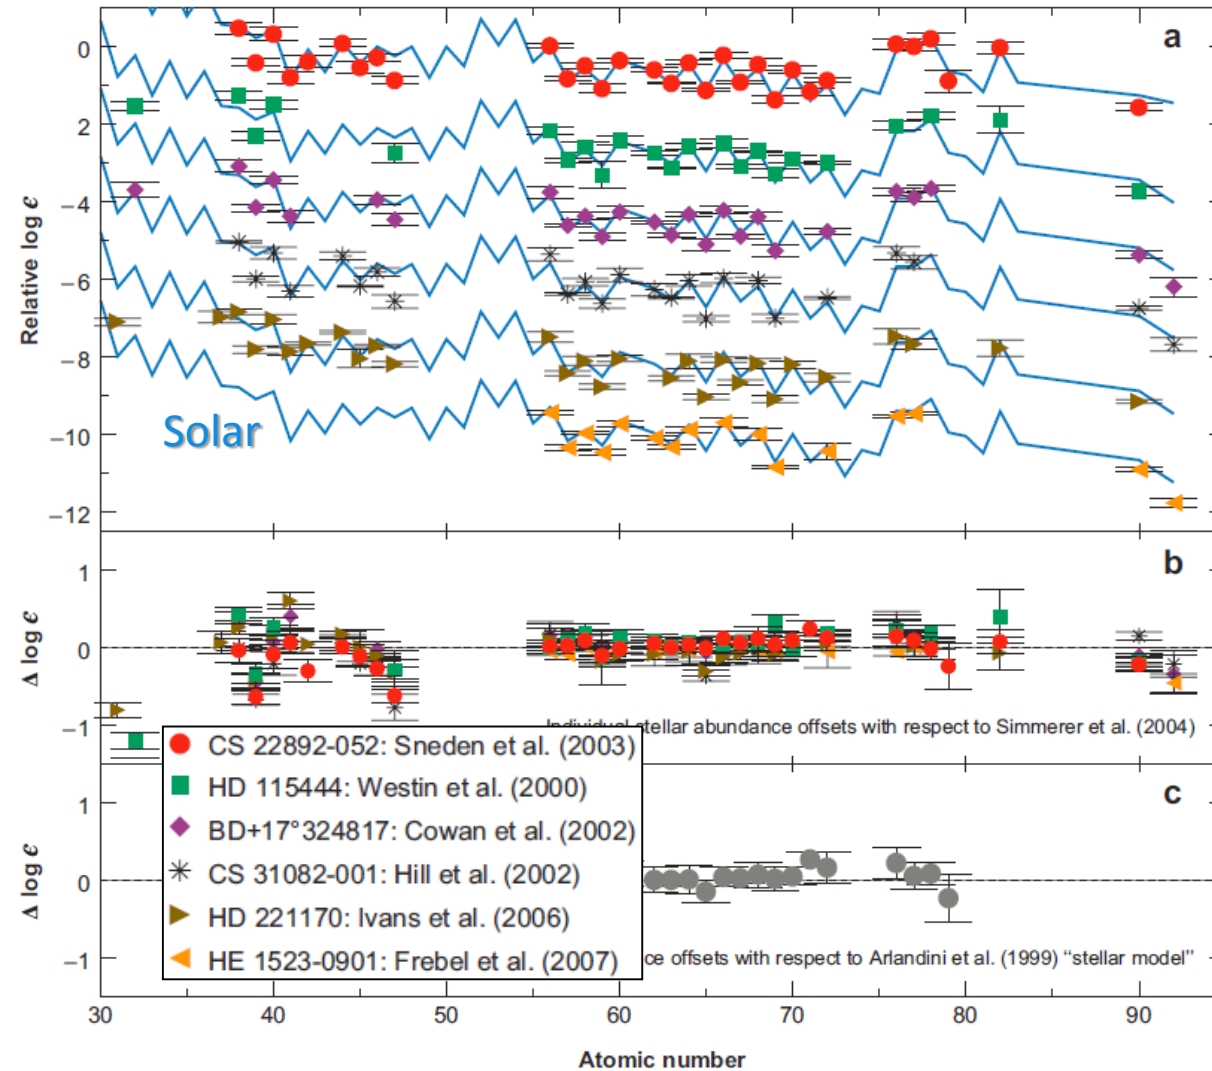 a
0
2
−4
−6
−8
−10
−12
Relative log ϵ
Solar
b
1
0
−1
Δ log ϵ
Individual stellar abundance offsets with respect to Simmerer et al. (2004)
CS 22892-052: Sneden et al. (2003)
HD 115444: Westin et al. (2000)
BD+17°324817: Cowan et al. (2002)
CS 31082-001: Hill et al. (2002)
HD 221170: Ivans et al. (2006)
HE 1523-0901: Frebel et al. (2007)
c
1
0
−1
Δ log ϵ
ce offsets with respect to Arlandini et al. (1999) “stellar model”
30 40 50 60 70 80 90
Atomic number